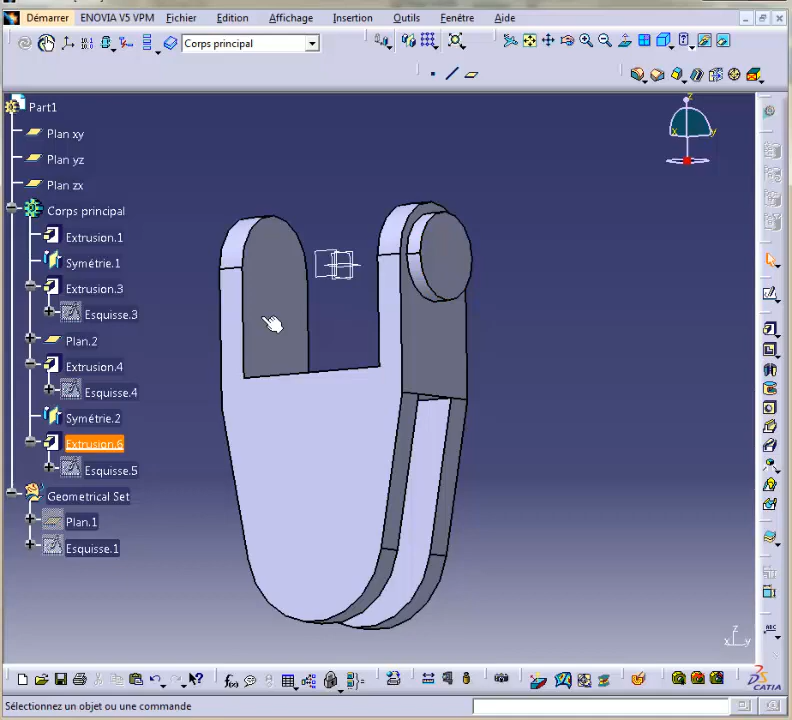 Démarrer ENOVIA V5 VPM Fichier Edition Affichage Insertion Outils Fenêtre Aide
Corps principal
Part1
Plan xy
Plan yz
Plan zx
Corps principal
Extrusion.1
Symétrie.1
Extrusion.3
Esquisse.3
Plan.2
Extrusion.4
Esquisse.4
Symétrie.2
Extrusion.6
Esquisse.5
Geometrical Set
Plan.1
Esquisse.1
z
x
y
z
x
y
CATIA
Sélectionnez un objet ou une commande